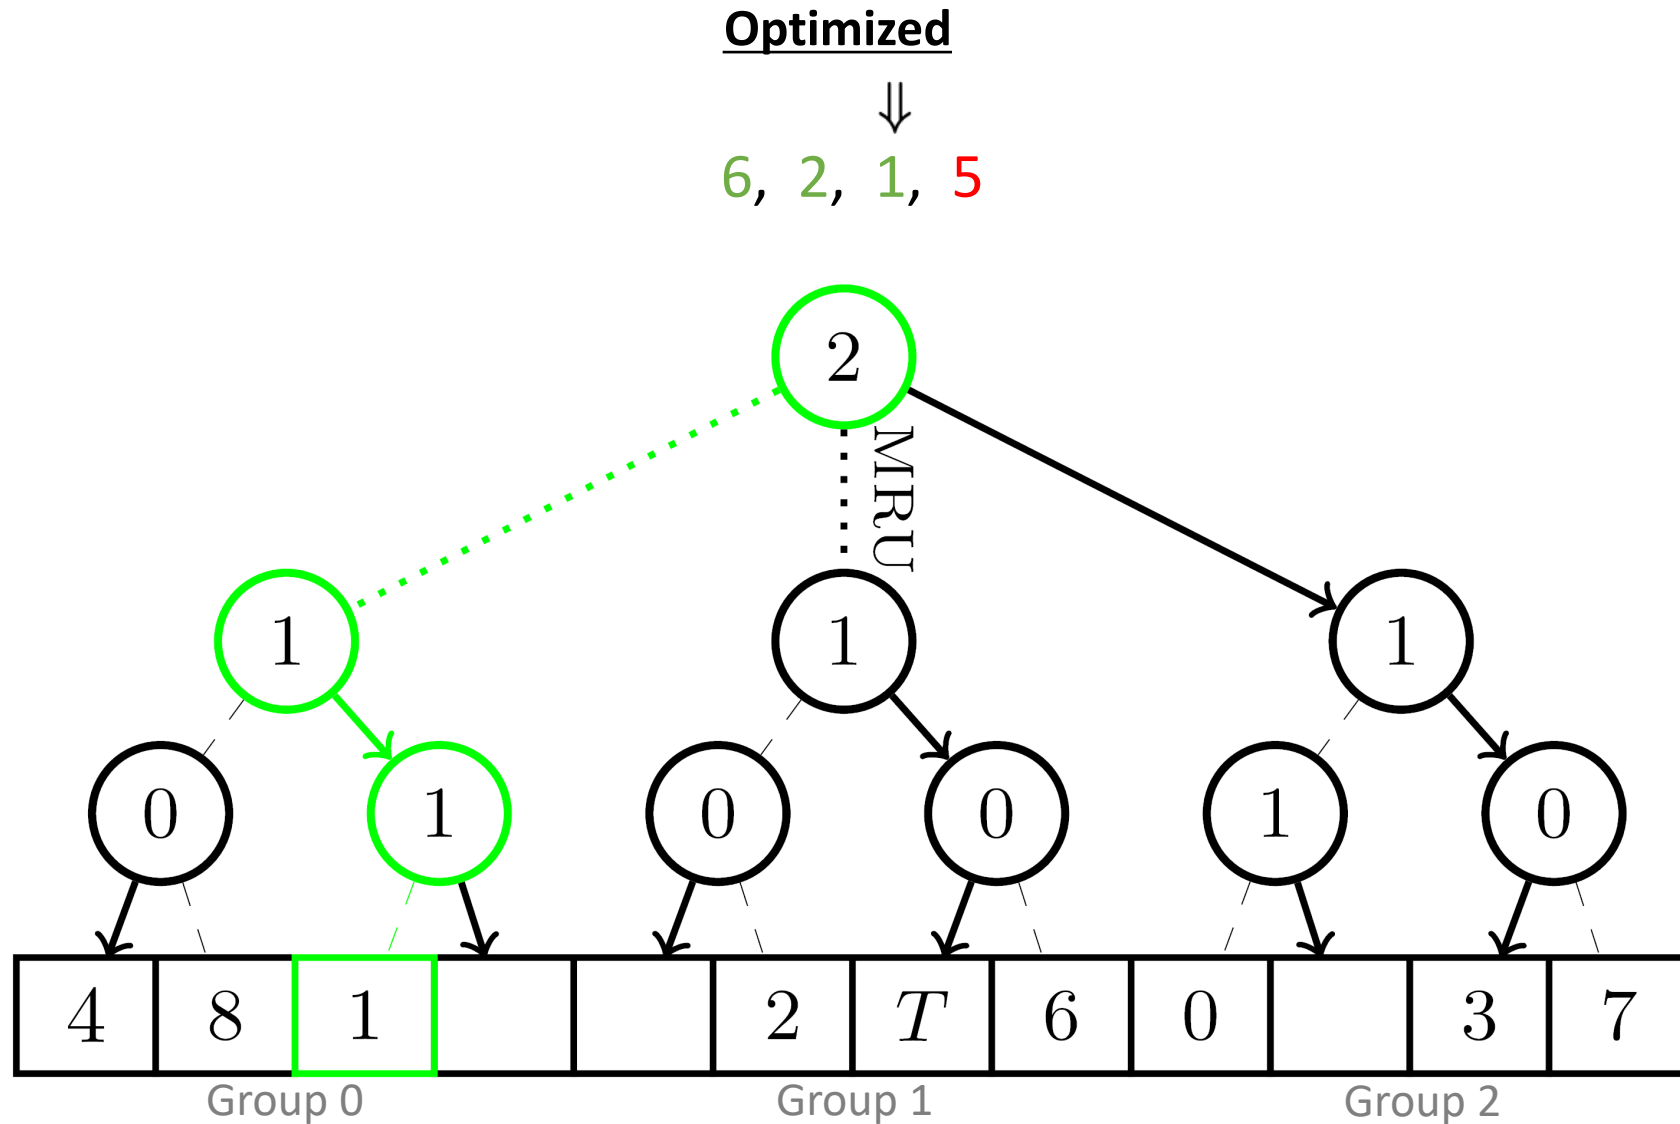 Optimized
⇓
6, 2, 1, 5
2
MRU
1 1 1
0 1 0 0 1 0
4 8 1 2 T 6 0 3 7
Group 0 Group 1 Group 2